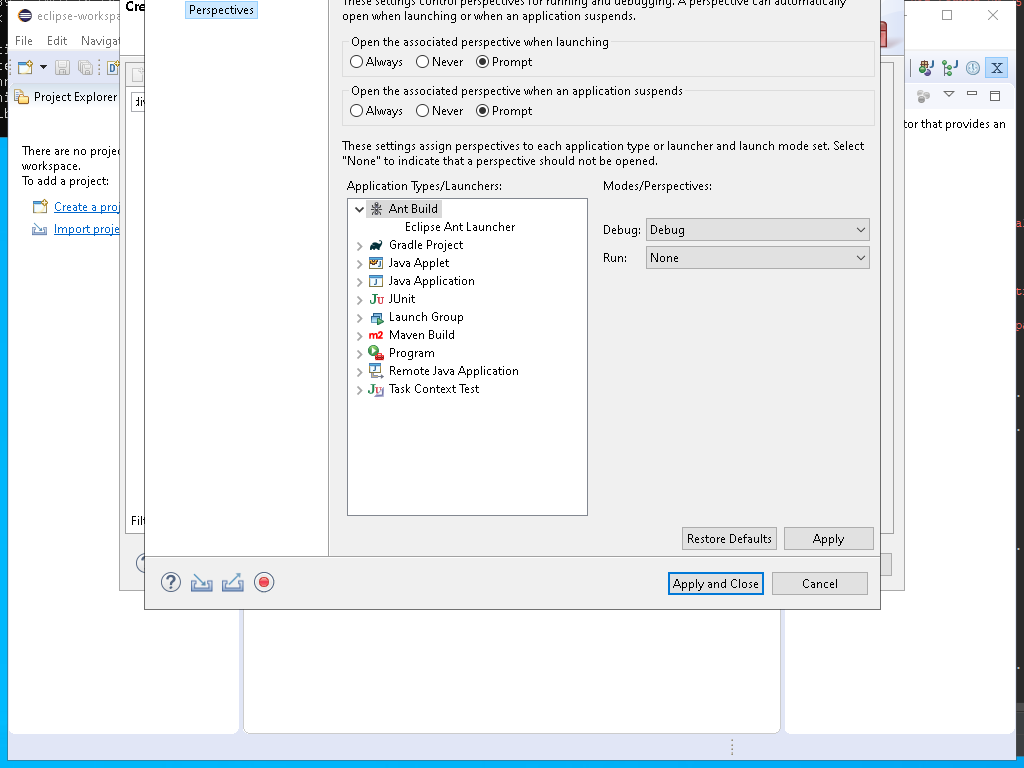 eclipse-workspa
Cre
Perspectives
These settings control perspectives for running and debugging. A perspective can automatically
open when launching or when an application suspends.
File Edit Navigat
Open the associated perspective when launching
Always Never Prompt
Open the associated perspective when an application suspends
Always Never Prompt
Project Explorer
tor that provides an
There are no proje
workspace.
To add a project:
Create a proj
Import proje
These settings assign perspectives to each application type or launcher and launch mode set. Select
"None" to indicate that a perspective should not be opened.
Application Types/Launchers:
Modes/Perspectives:
Ant Build
Eclipse Ant Launcher
Gradle Project
Java Applet
Java Application
JUnit
Launch Group
Maven Build
Program
Remote Java Application
Task Context Test
Debug: Debug
Run: None
Filt
Restore Defaults Apply
Apply and Close Cancel